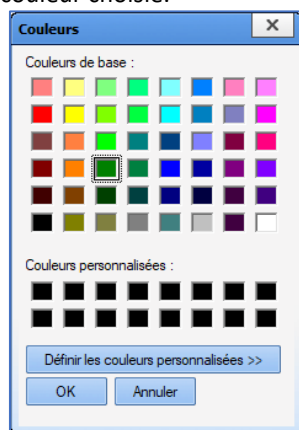 couleur choisie.
Couleurs
Couleurs de base :
Couleurs personnalisées :
Définir les couleurs personnalisées >>
OK Annuler